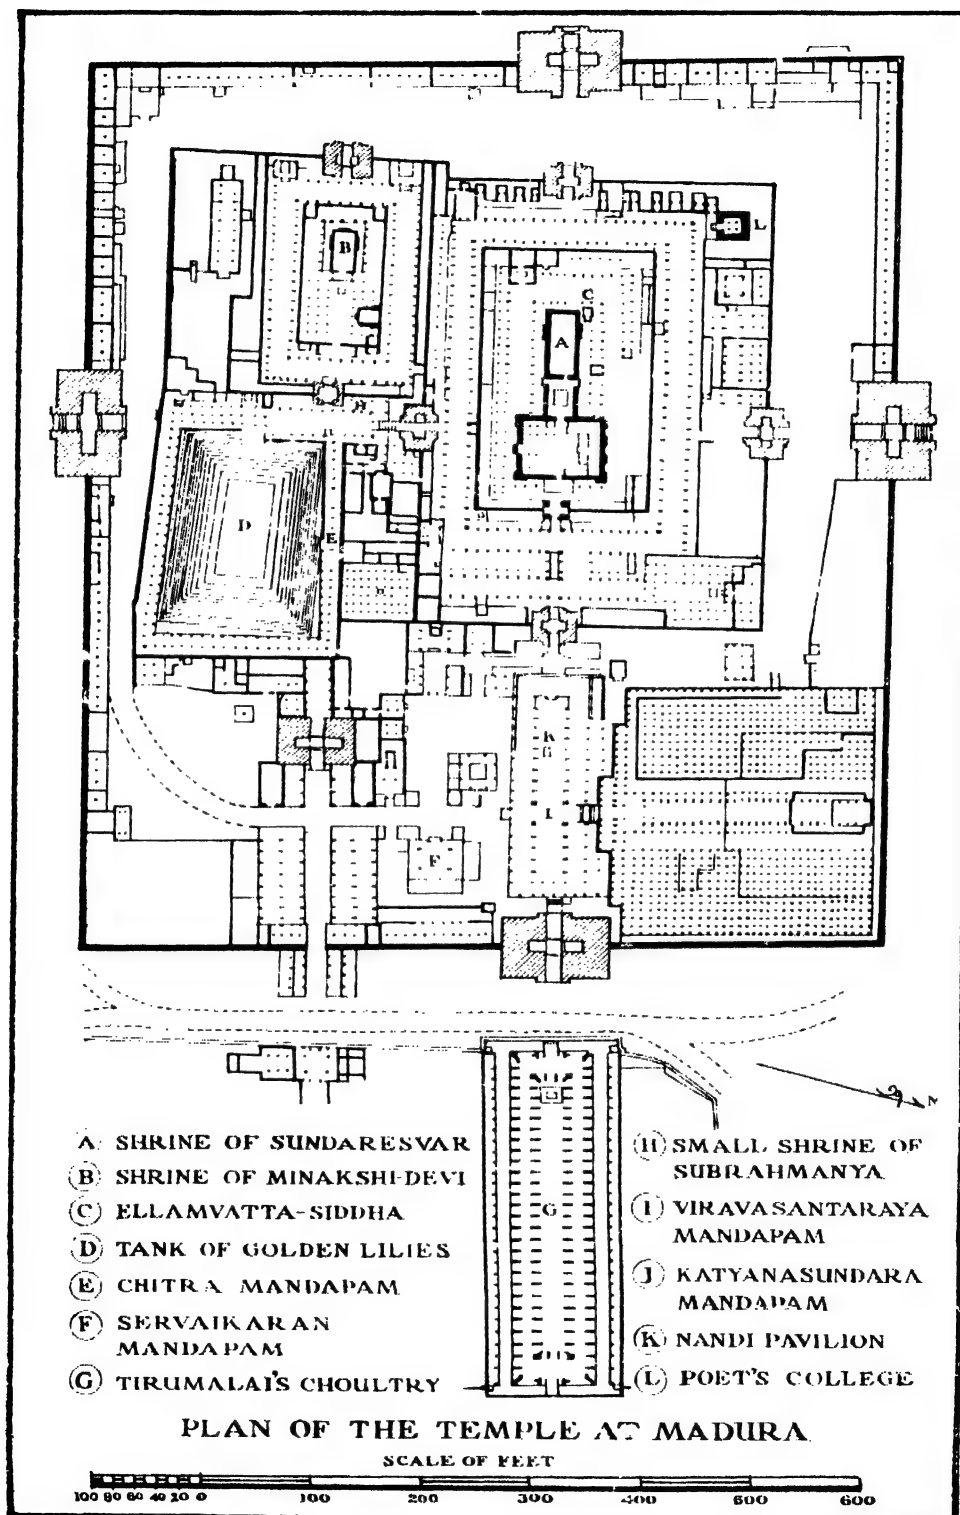 L
B
C
A
H
D
E
K
I
F
N
G
A SHRINE OF SUNDARESVAR
B SHRINE OF MINAKSHI-DEVI
C ELLAMVATTA-SIDDHA
D TANK OF GOLDEN LILIES
E CHITRA MANDAPAM
F SERVAIKARAN
MANDAPAM
G TIRUMALAI'S CHOULTRY
H SMALL SHRINE OF
SUBRAHMANYA
I VIRAVASANTARAYA
MANDAPAM
J KATYANASUNDARA
MANDAPAM
K NANDI PAVILION
L POET'S COLLEGE
PLAN OF THE TEMPLE AT MADURA
SCALE OF FEET
100 80 60 40 20 0 100 200 300 400 500 600